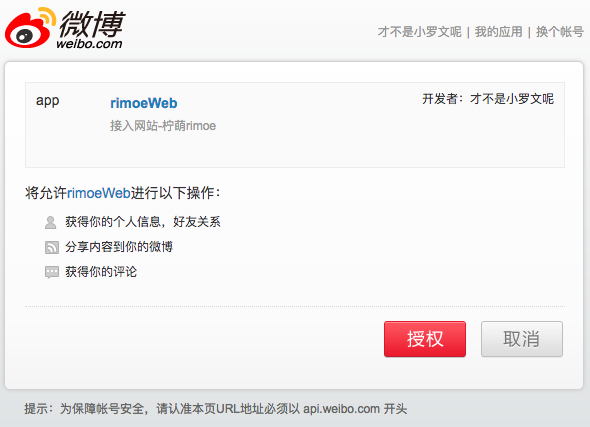 微博
weibo.com
才不是小罗文呢 | 我的应用 | 换个帐号
app
rimoeWeb
开发者：才不是小罗文呢
接入网站-柠萌rimoe
将允许rimoeWeb进行以下操作：
获得你的个人信息，好友关系
分享内容到你的微博
获得你的评论
授权
取消
提示：为保障帐号安全，请认准本页URL地址必须以 api.weibo.com 开头